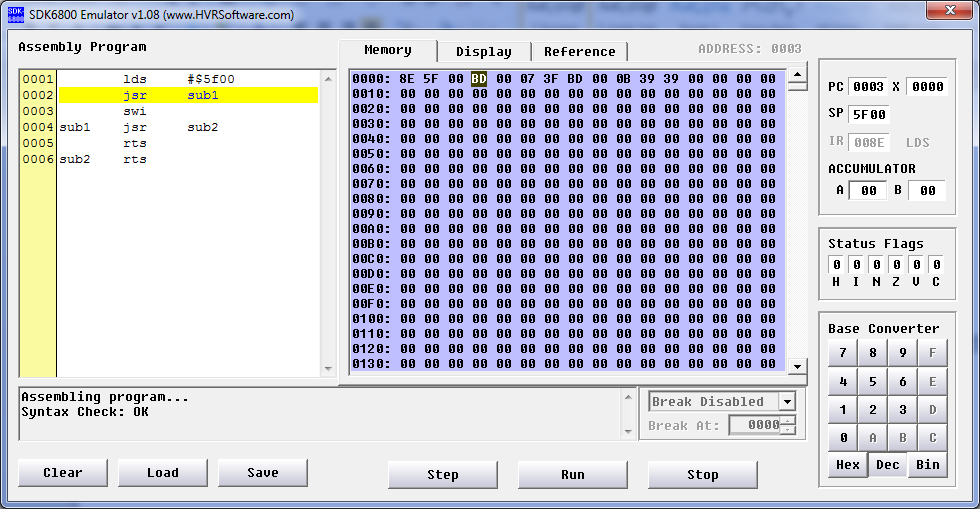 SDK6800 Emulator v1.08 (www.HVRSoftware.com)
Assembly Program
0001 lds #$5f00
0002 jsr sub1
0003 swi
0004 sub1 jsr sub2
0005 rts
0006 sub2 rts
Memory Display Reference ADDRESS: 0003
0000: 8E 5F 00 BD 00 07 3F BD 00 0B 39 39 00 00 00 00
0010: 00 00 00 00 00 00 00 00 00 00 00 00 00 00 00 00
0020: 00 00 00 00 00 00 00 00 00 00 00 00 00 00 00 00
0030: 00 00 00 00 00 00 00 00 00 00 00 00 00 00 00 00
0040: 00 00 00 00 00 00 00 00 00 00 00 00 00 00 00 00
0050: 00 00 00 00 00 00 00 00 00 00 00 00 00 00 00 00
0060: 00 00 00 00 00 00 00 00 00 00 00 00 00 00 00 00
0070: 00 00 00 00 00 00 00 00 00 00 00 00 00 00 00 00
0080: 00 00 00 00 00 00 00 00 00 00 00 00 00 00 00 00
0090: 00 00 00 00 00 00 00 00 00 00 00 00 00 00 00 00
00A0: 00 00 00 00 00 00 00 00 00 00 00 00 00 00 00 00
00B0: 00 00 00 00 00 00 00 00 00 00 00 00 00 00 00 00
00C0: 00 00 00 00 00 00 00 00 00 00 00 00 00 00 00 00
00D0: 00 00 00 00 00 00 00 00 00 00 00 00 00 00 00 00
00E0: 00 00 00 00 00 00 00 00 00 00 00 00 00 00 00 00
00F0: 00 00 00 00 00 00 00 00 00 00 00 00 00 00 00 00
0100: 00 00 00 00 00 00 00 00 00 00 00 00 00 00 00 00
0110: 00 00 00 00 00 00 00 00 00 00 00 00 00 00 00 00
0120: 00 00 00 00 00 00 00 00 00 00 00 00 00 00 00 00
0130: 00 00 00 00 00 00 00 00 00 00 00 00 00 00 00 00
PC 0003 X 0000
SP 5F00
IR 008E LDS
ACCUMULATOR
A 00 B 00
Status Flags
0 0 0 0 0 0
H I N Z V C
Base Converter
7 8 9 F
4 5 6 E
1 2 3 D
0 A B C
Hex Dec Bin
Assembling program...
Syntax Check: OK
Break Disabled
Break At: 0000
Clear Load Save Step Run Stop